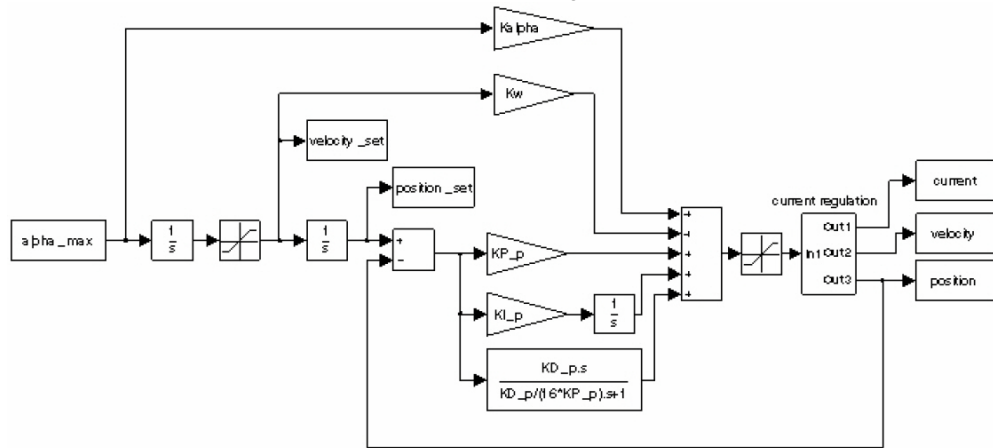 Kalpha
Kw
velocity _set
position _set
current
current regulation
alpha _max
1
s
1
s
+
−
KP_p
+
+
+
+
+
In1
Out1
Out2
Out3
velocity
position
KI_p
1
s
KD_p.s
KD_p/(16*KP_p).s+1